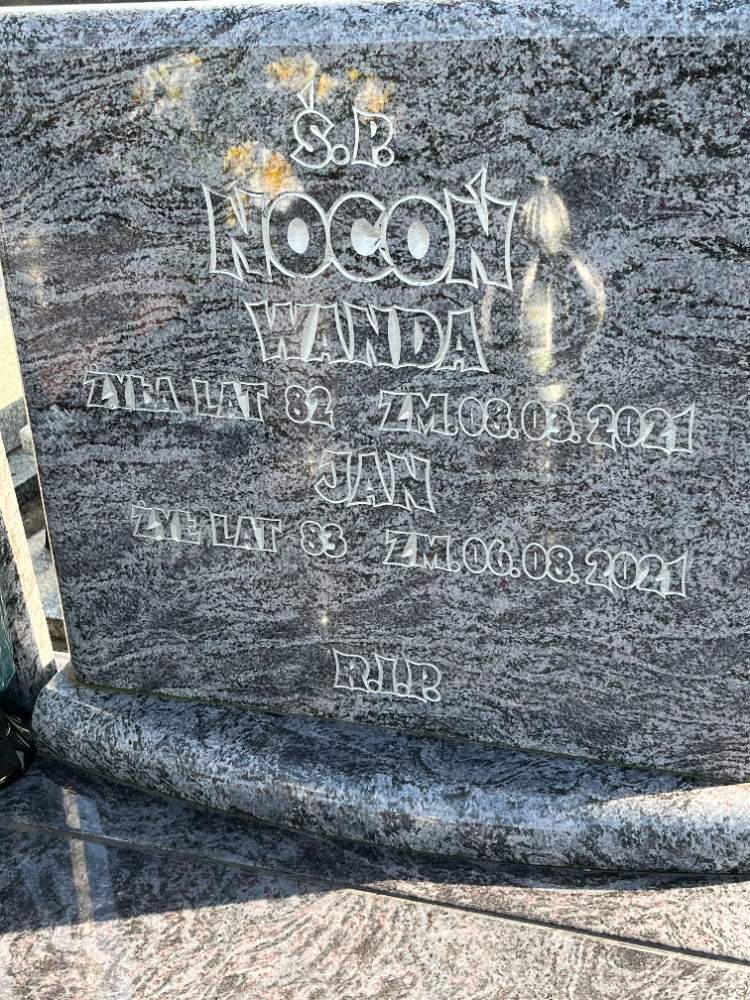 Ś.P.
NOCOŃ
WANDA
ŻYŁA LAT 82 ZM.08.03.2021
JAN
ŻYŁ LAT 83 ZM.06.08.2021
R.I.P.